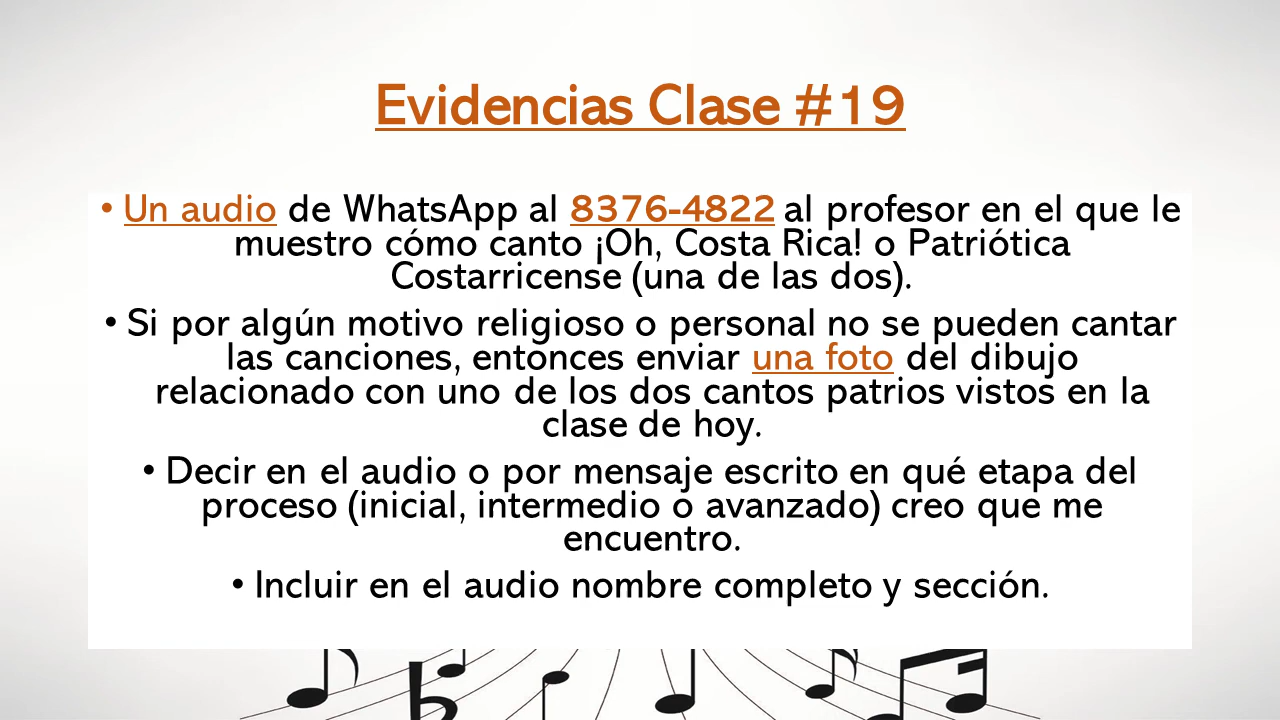 Evidencias Clase #19
• Un audio de WhatsApp al 8376-4822 al profesor en el que le
muestro cómo canto ¡Oh, Costa Rica! o Patriótica
Costarricense (una de las dos).
• Si por algún motivo religioso o personal no se pueden cantar
las canciones, entonces enviar una foto del dibujo
relacionado con uno de los dos cantos patrios vistos en la
clase de hoy.
• Decir en el audio o por mensaje escrito en qué etapa del
proceso (inicial, intermedio o avanzado) creo que me
encuentro.
• Incluir en el audio nombre completo y sección.